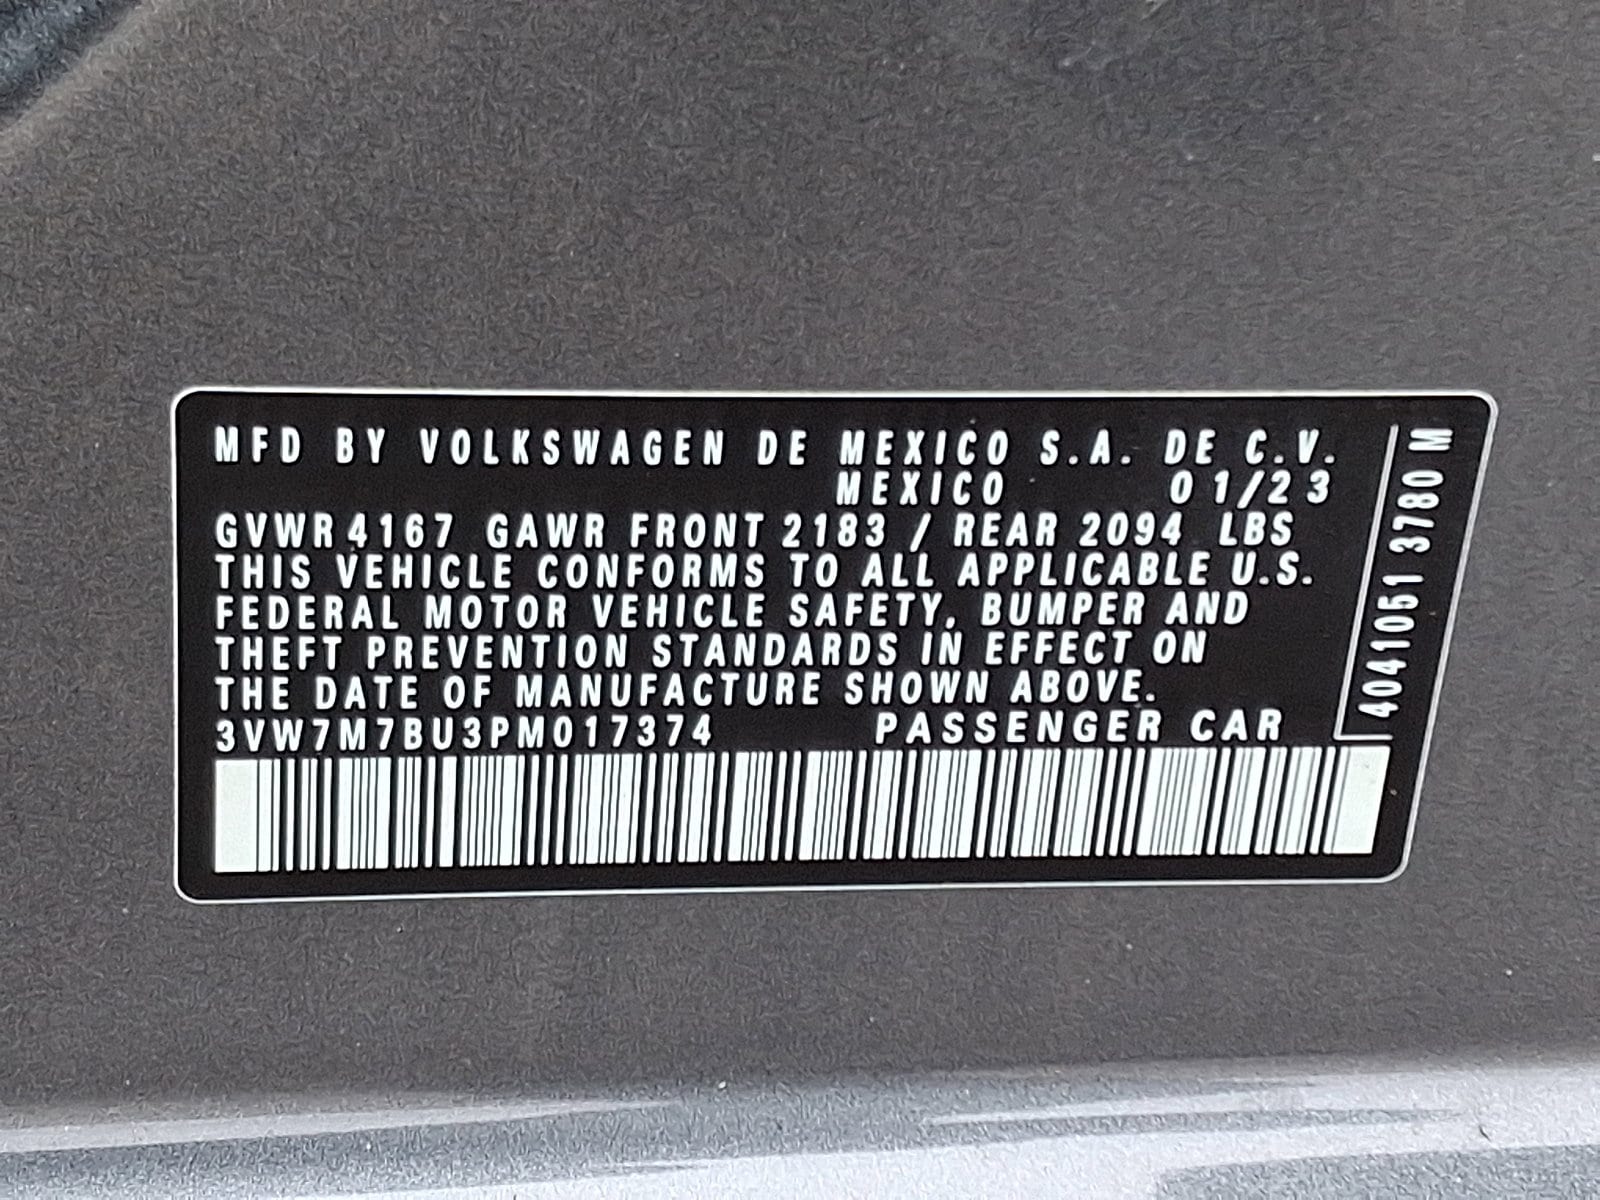 MFD BY VOLKSWAGEN DE MEXICO S.A. DE C.V.
MEXICO 01/23
GVWR 4167 GAWR FRONT 2183 / REAR 2094 LBS
THIS VEHICLE CONFORMS TO ALL APPLICABLE U.S.
FEDERAL MOTOR VEHICLE SAFETY, BUMPER AND
THEFT PREVENTION STANDARDS IN EFFECT ON
THE DATE OF MANUFACTURE SHOWN ABOVE.
3VW7M7BU3PM017374 PASSENGER CAR
4041051 3780 M